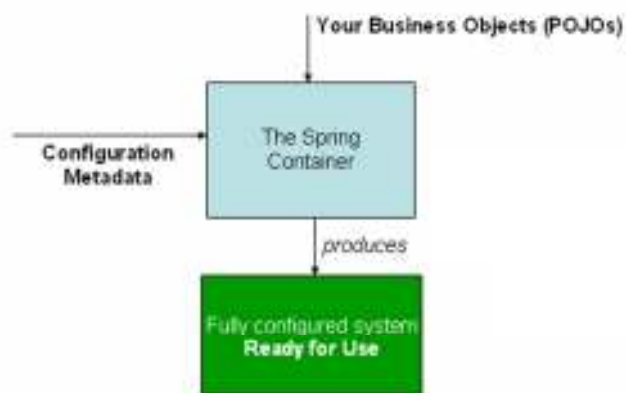 Your Business Objects (POJOs)
The Spring
Container
Configuration
Metadata
produces
Fully configured system
Ready for Use